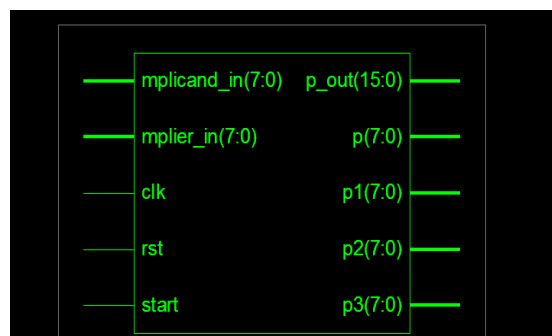 mplicand_in(7:0) p_out(15:0)
mplier_in(7:0) p(7:0)
clk p1(7:0)
rst p2(7:0)
start p3(7:0)